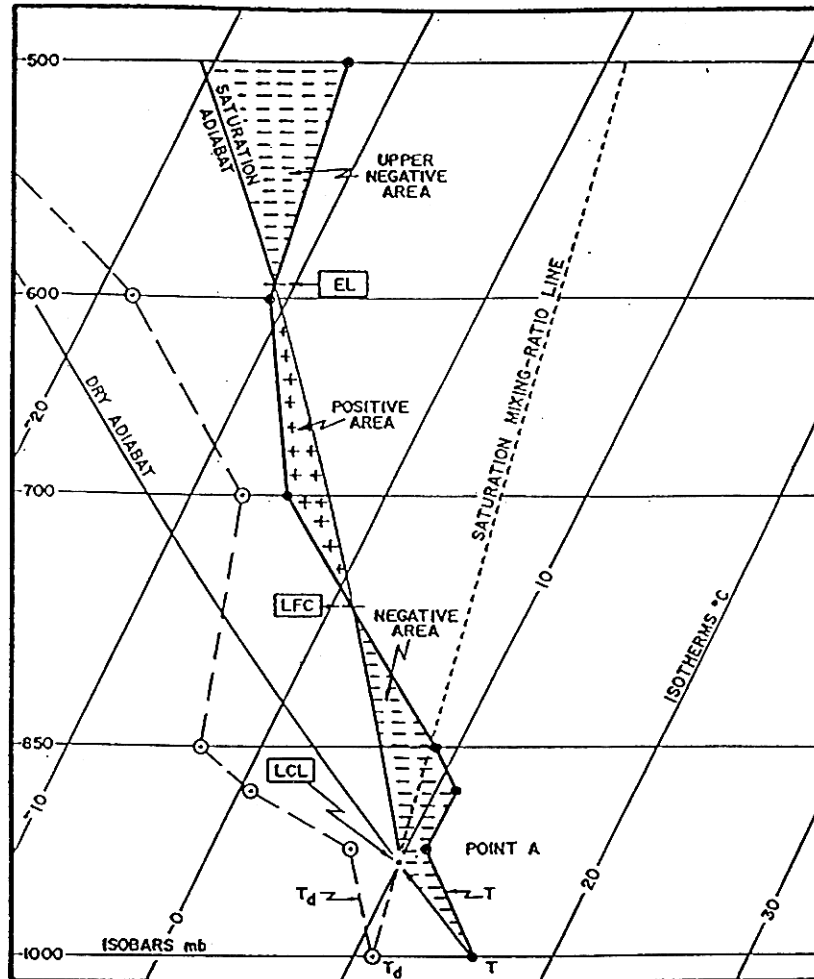 500
SATURATION
ADIABAT
UPPER
NEGATIVE
AREA
EL
600
-20
DRY ADIABAT
POSITIVE
AREA
SATURATION MIXING-RATIO LINE
700
LFC
NEGATIVE
AREA
10
ISOTHERMS °C
850
LCL
-10
POINT A
20
30
Td
T
0
ISOBARS mb
1000
Td
T